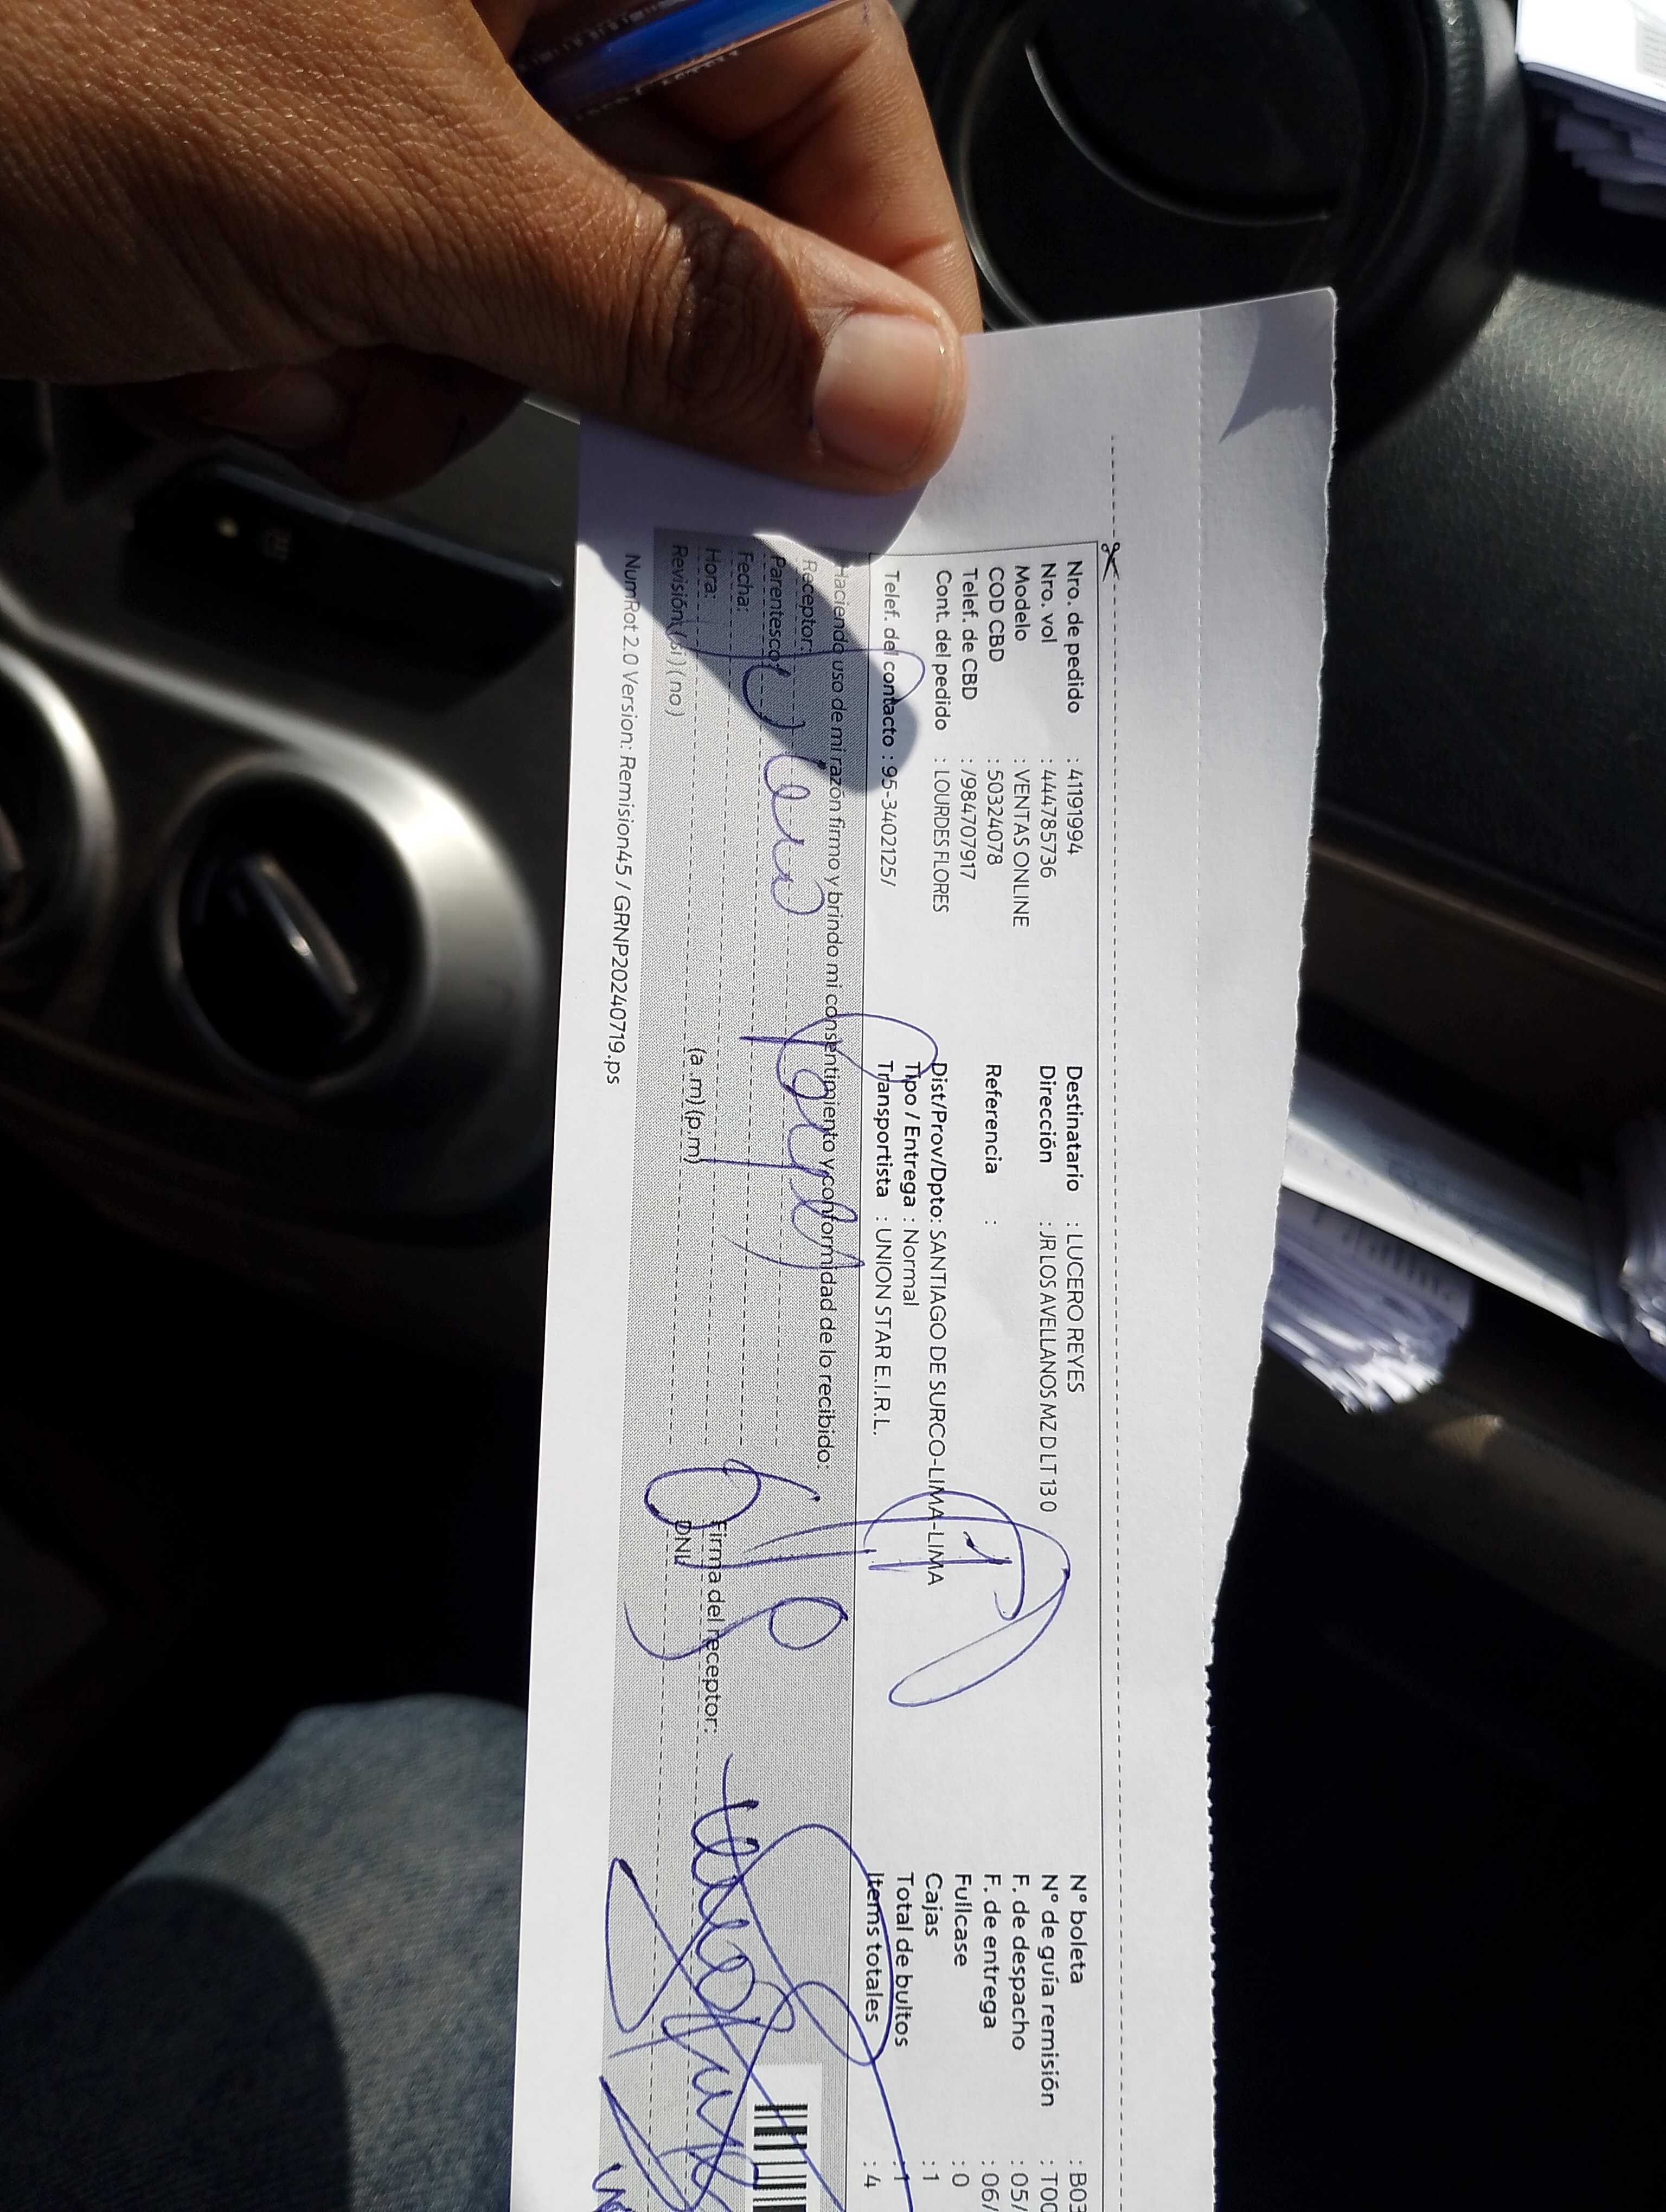 Nro. de pedido : 41191994
Nro. vol : 444785736
Modelo : VENTAS ONLINE
COD CBD : 50324078
Telef. de CBD : /984707917
Cont. del pedido : LOURDES FLORES
Telef. del contacto : 95-3402125/
Destinatario : LUCERO REYES
Dirección : JR LOS AVELLANOS MZ D LT 13 0
Referencia :
Dist/Prov/Dpto: SANTIAGO DE SURCO-LIMA-LIMA
Tipo / Entrega : Normal
Transportista : UNION STAR E.I.R.L.
N° boleta : B03
N° de guía remisión : T00
F. de despacho : 05/
F. de entrega : 06/
Fullcase : 0
Cajas : 1
Total de bultos : 1
Items totales : 4
Haciendo uso de mi razón firmo y brindo mi consentimiento y conformidad de lo recibido:
Receptor:
Parentesco:
Fecha:
Hora: (a .m)(p.m)
Revisión: (si ) ( no )
Firma del receptor:
DNI:
NumRot 2.0 Version: Remision45 / GRNP20240719.ps